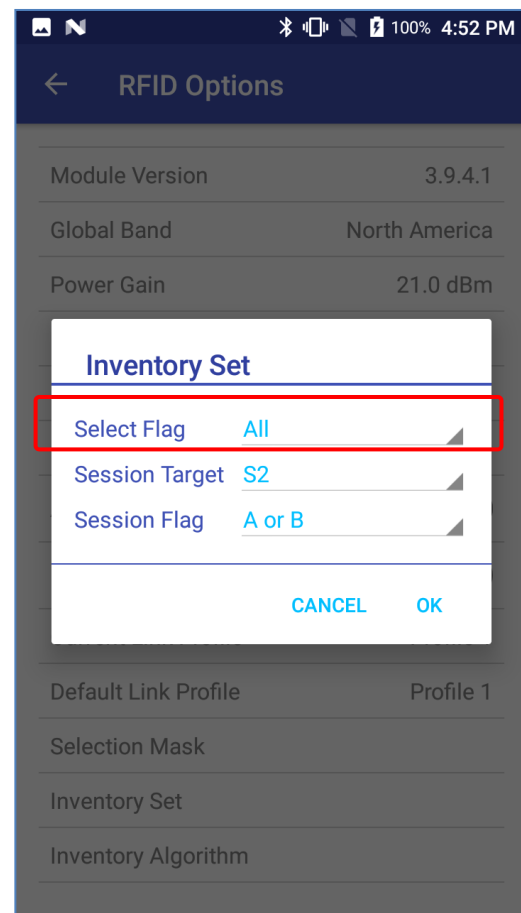 100% 4:52 PM
RFID Options
Module Version 3.9.4.1
Global Band North America
Power Gain 21.0 dBm
Inventory Set
Select Flag All
Session Target S2
Session Flag A or B
CANCEL OK
Default Link Profile Profile 1
Selection Mask
Inventory Set
Inventory Algorithm